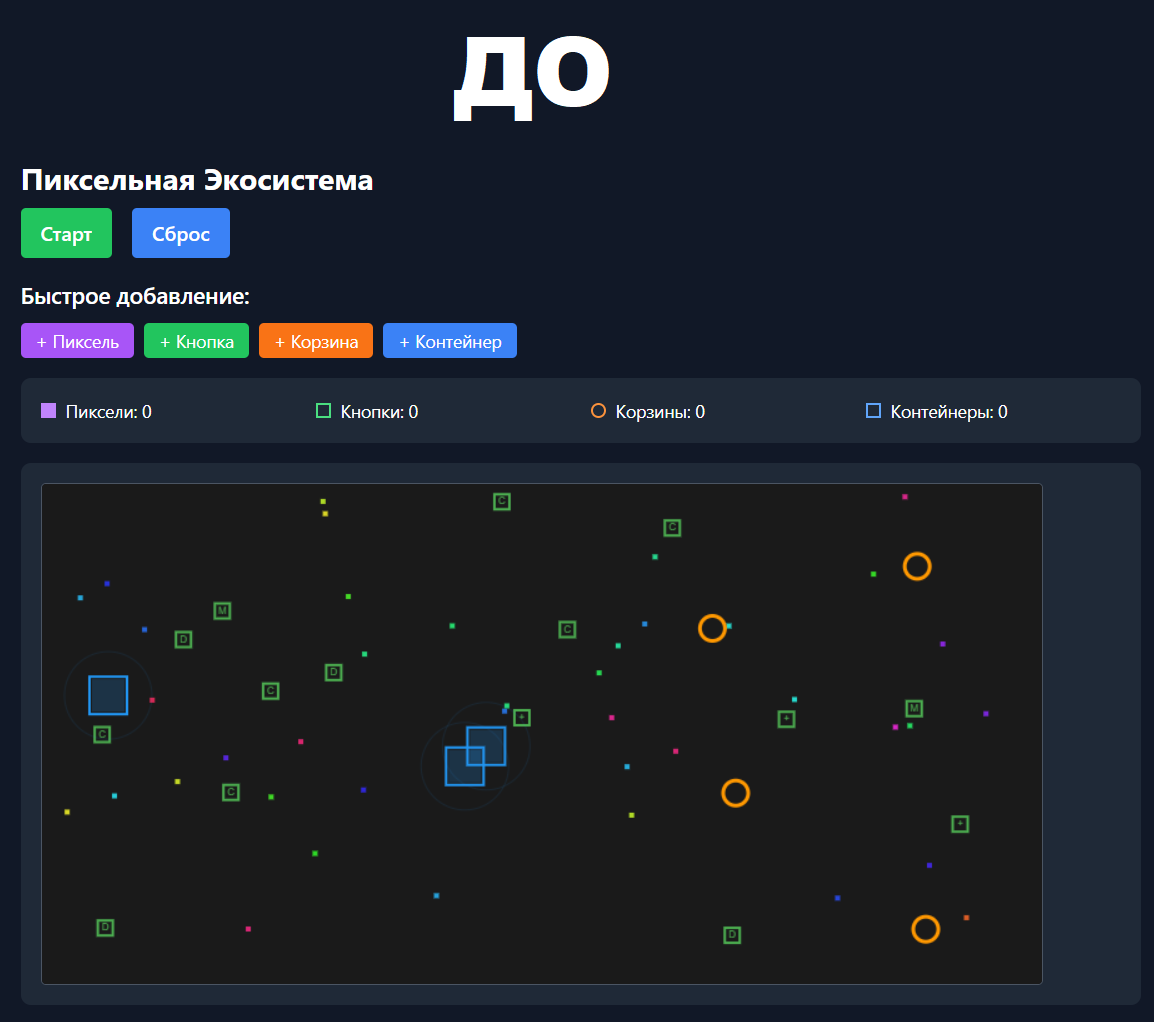 ДО
Пиксельная Экосистема
Старт Сброс
Быстрое добавление:
+ Пиксель + Кнопка + Корзина + Контейнер
Пиксели: 0 Кнопки: 0 Корзины: 0 Контейнеры: 0
C
C
M
C
D
D
C
M
+
+
C
C
+
D
D